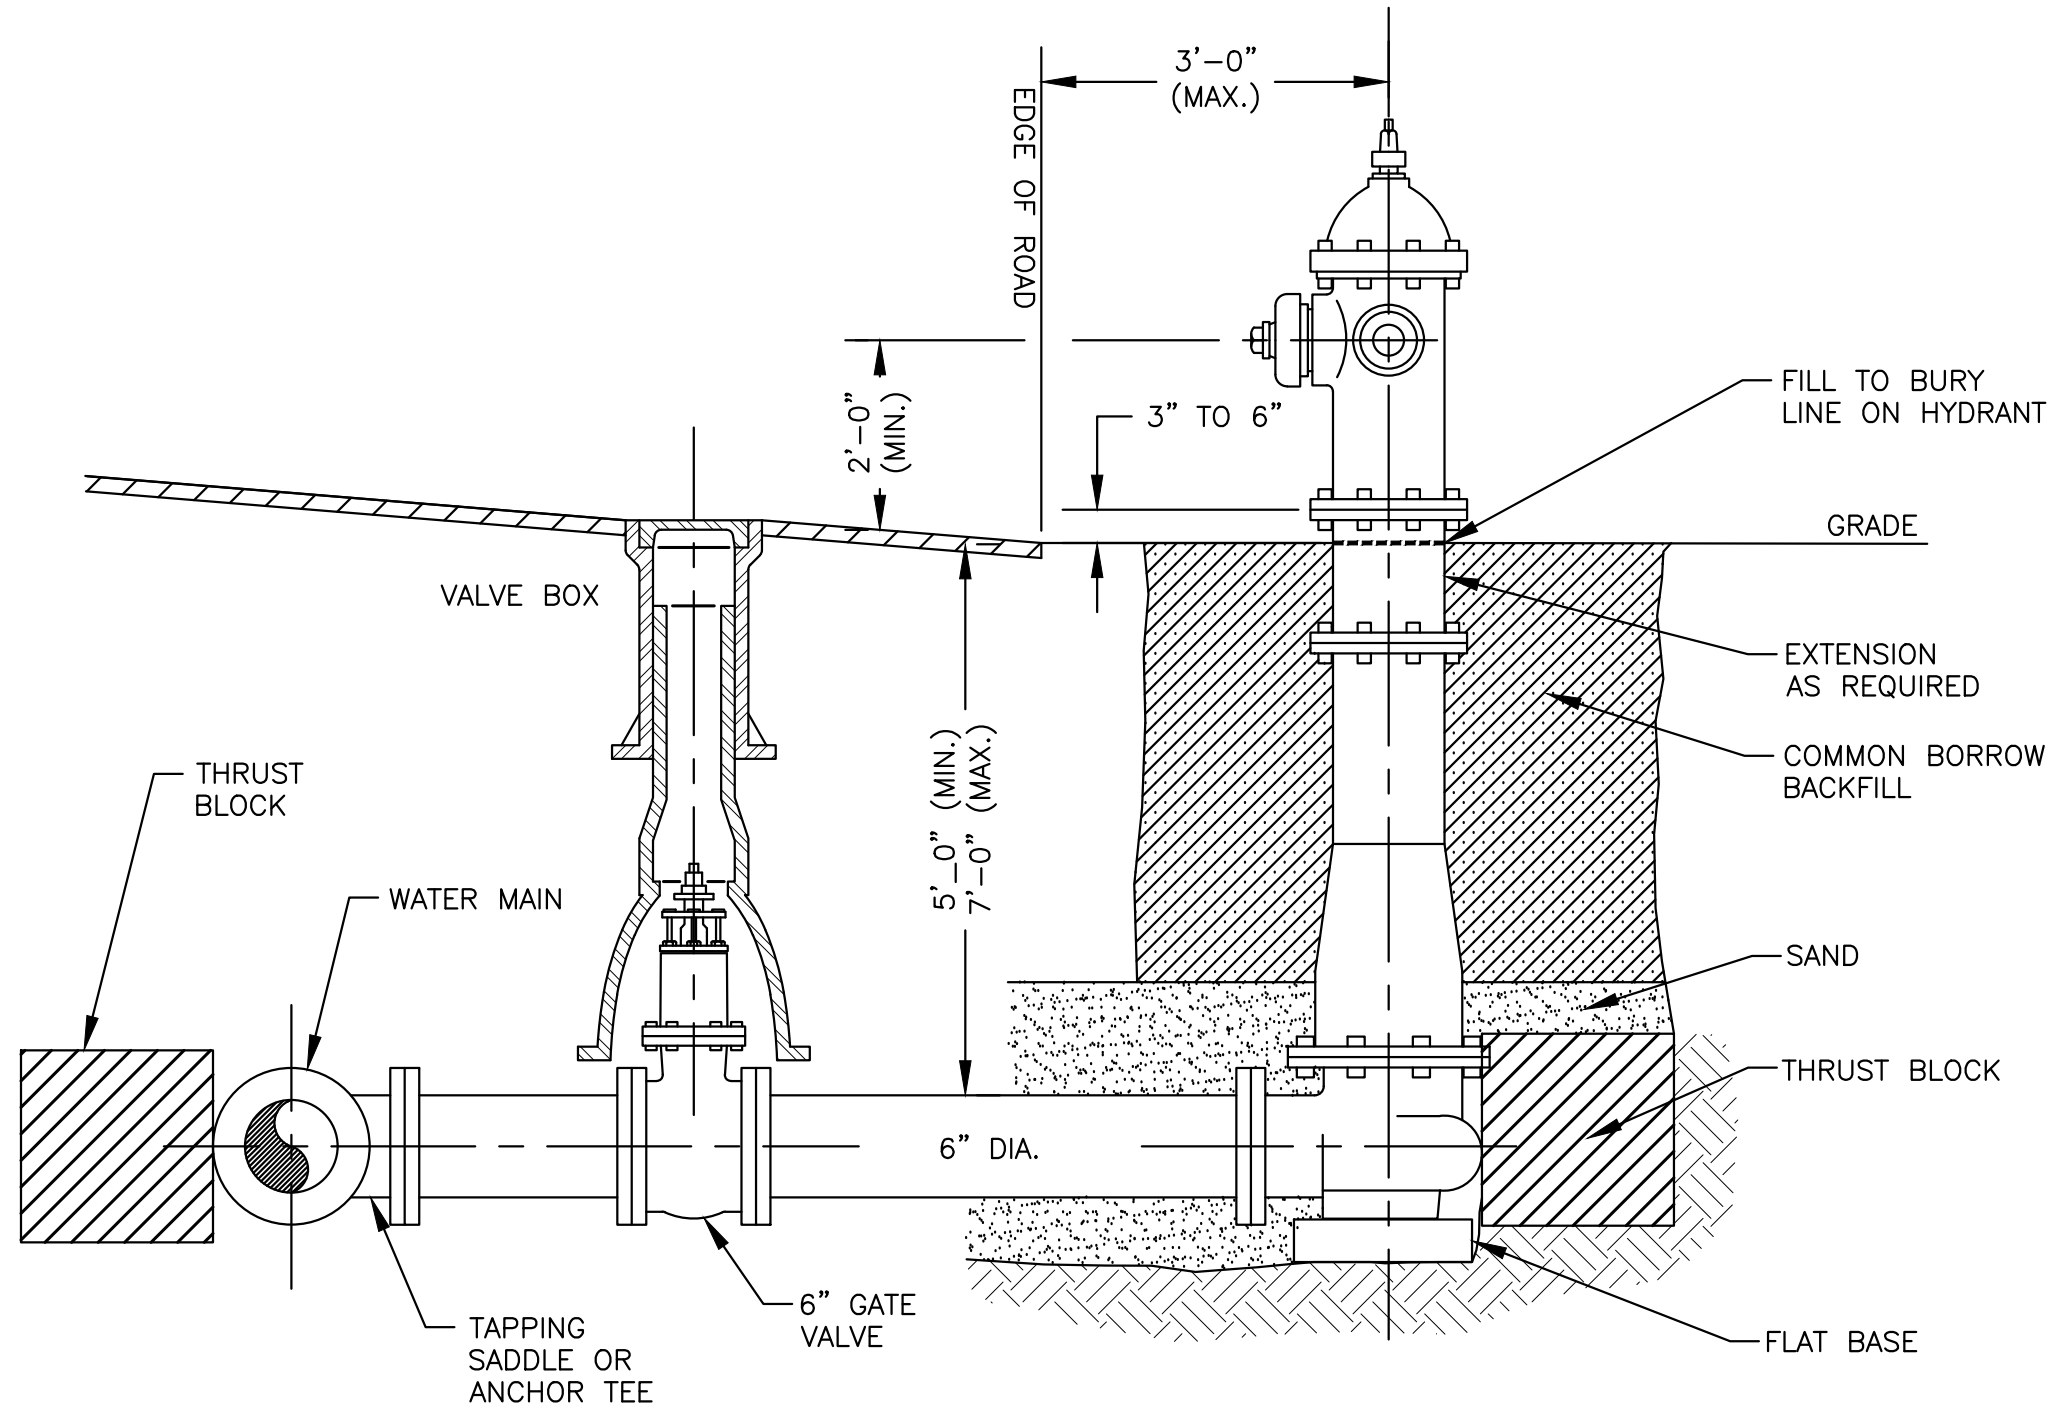 3'-0"
(MAX.)
EDGE OF ROAD
2'-0"
(MIN.)
3" TO 6"
FILL TO BURY
LINE ON HYDRANT
GRADE
VALVE BOX
EXTENSION
AS REQUIRED
COMMON BORROW
BACKFILL
5'-0" (MIN.)
7'-0" (MAX.)
THRUST
BLOCK
WATER MAIN
SAND
THRUST BLOCK
6" DIA.
6" GATE
VALVE
TAPPING
SADDLE OR
ANCHOR TEE
FLAT BASE